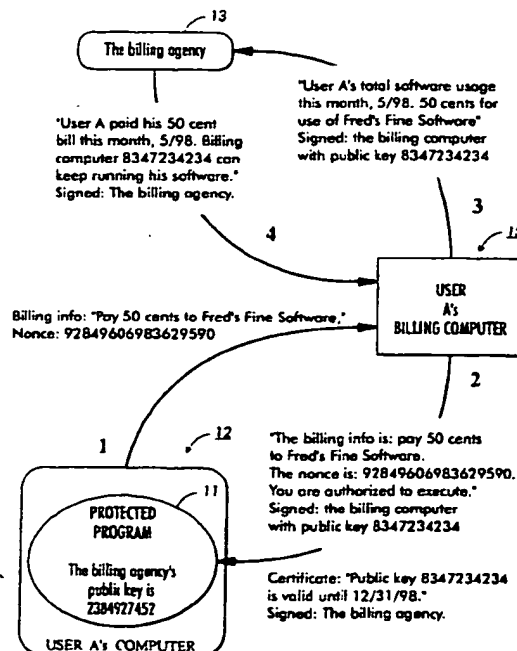 13
The billing agency
"User A's total software usage
this month, 5/98. 50 cents for
use of Fred's Fine Software"
Signed: the billing computer
with public key 8347234234
"User A paid his 50 cent
bill this month, 5/98. Billing
computer 8347234234 can
keep running his software."
Signed: The billing agency.
3
4
USER
A's
BILLING COMPUTER
Billing info: "Pay 50 cents to Fred's Fine Software."
Nonce: 92849606983629590
2
1
12
"The billing info is: pay 50 cents
to Fred's Fine Software.
The nonce is: 92849606983629590.
You are authorized to execute."
Signed: the billing computer
with public key 8347234234
11
PROTECTED
PROGRAM
The billing agency's
public key is
2384927452
Certificate: "Public key 8347234234
is valid until 12/31/98."
Signed: The billing agency.
USER A's COMPUTER